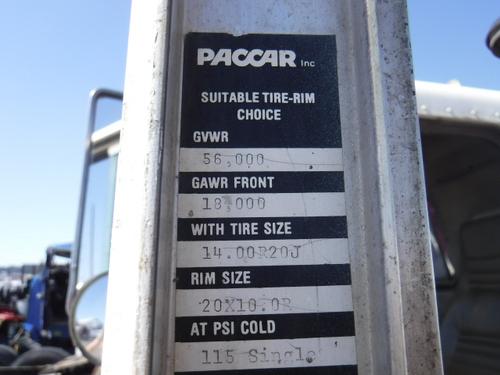 PACCAR Inc
SUITABLE TIRE-RIM
CHOICE
GVWR
56,000
GAWR FRONT
18,000
WITH TIRE SIZE
14.00R20J
RIM SIZE
20X10.0R
AT PSI COLD
115 Single